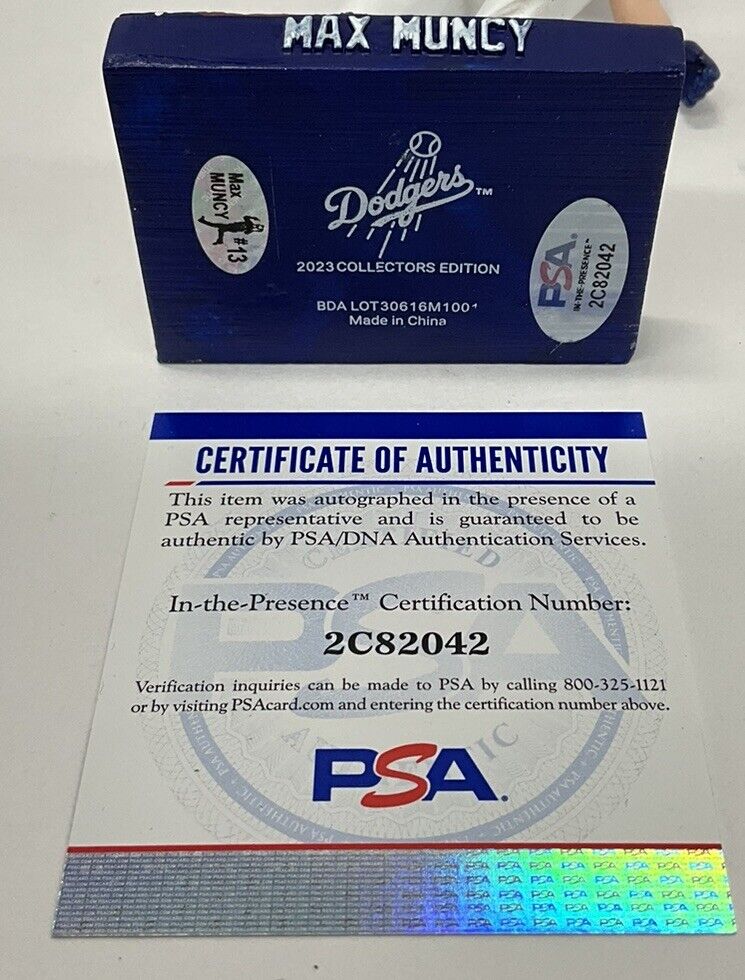 MAX MUNCY
Max
MUNCY
#13
Dodgers™
2023 COLLECTORS EDITION
BDA LOT30616M100
Made in China
PSA®
IN-THE-PRESENCE™
2C82042
CERTIFICATE OF AUTHENTICITY
This item was autographed in the presence of a
PSA representative and is guaranteed to be
authentic by PSA/DNA Authentication Services.
In-the-Presence™ Certification Number:
2C82042
Verification inquiries can be made to PSA by calling 800-325-1121
or by visiting PSAcard.com and entering the certification number above.
PSA®